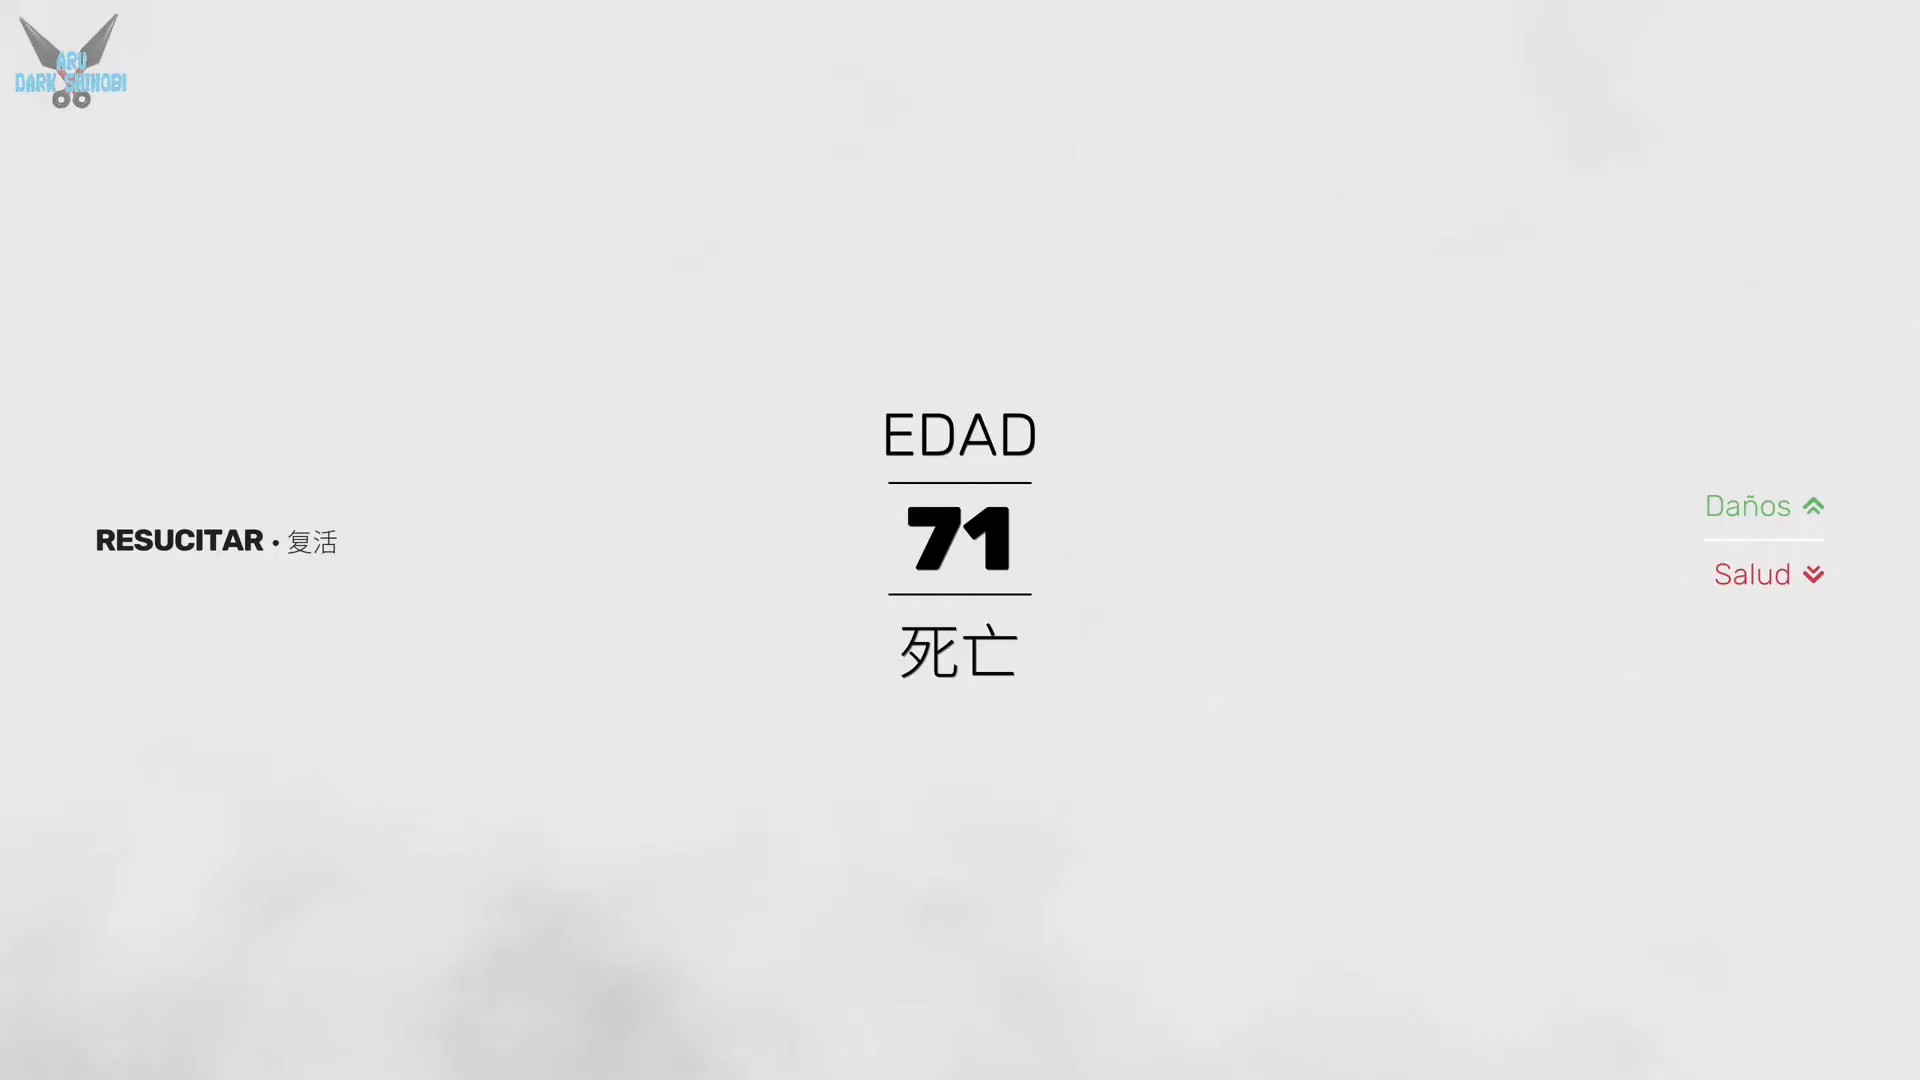 ARU
DARK SHINOBI
EDAD
71
死亡
RESUCITAR • 复活
Daños
Salud